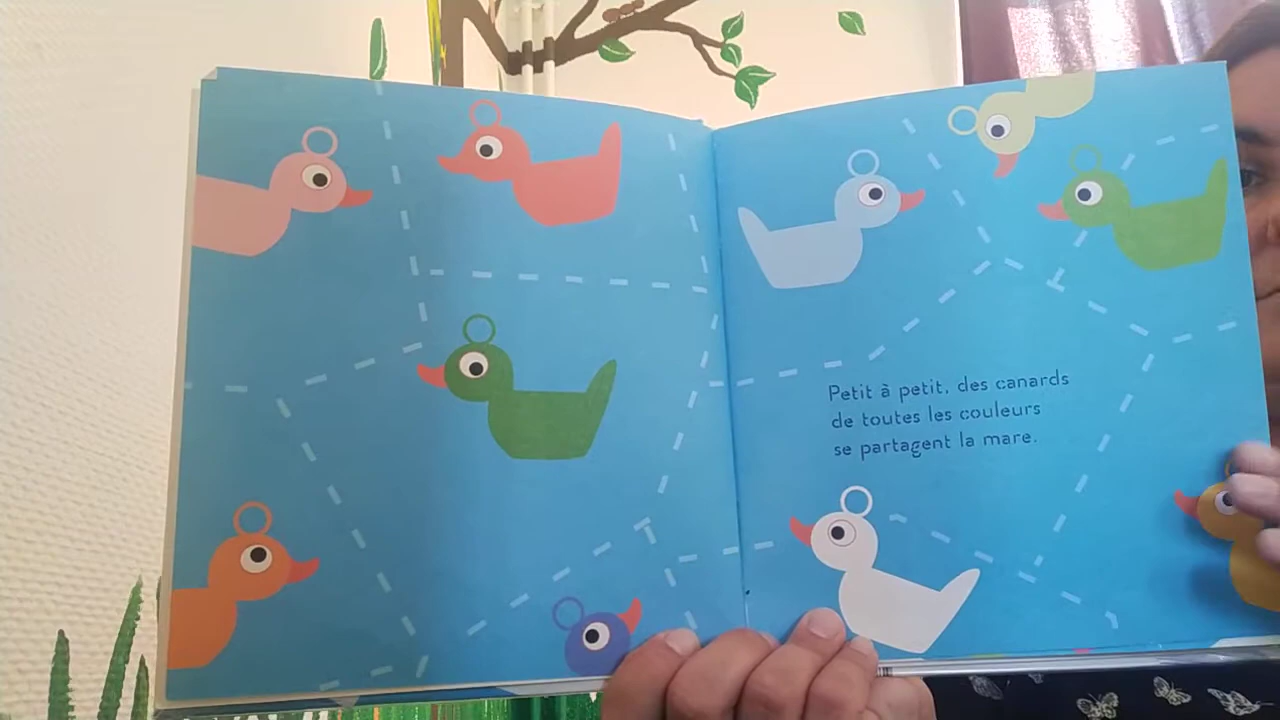 Petit à petit, des canards
de toutes les couleurs
se partagent la mare.